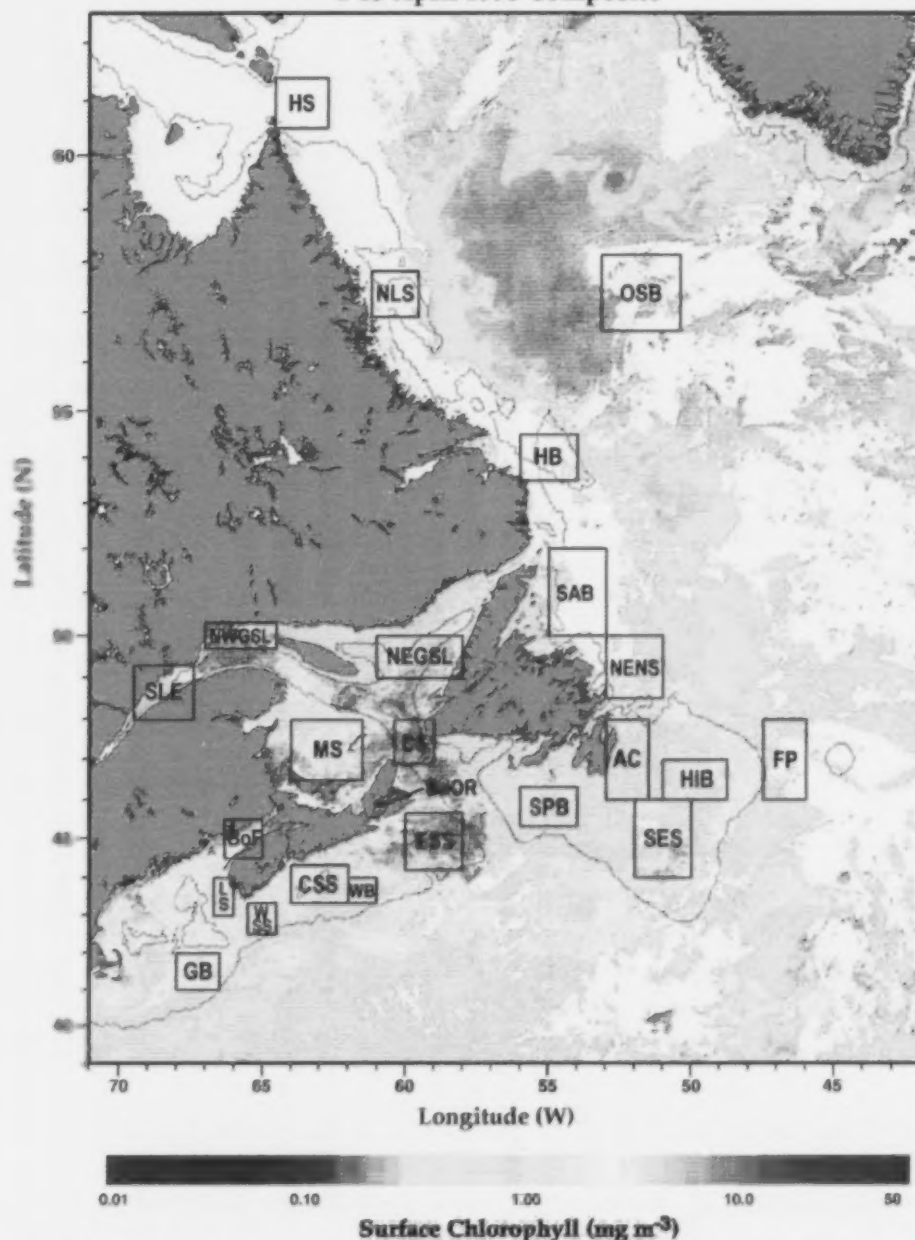 HS
60
NLS
OSB
55
HB
Latitude (N)
SAB
50
NWGSL
NEGSL
NENS
SLE
MS
CS
AC
HIB
FP
SPB
SES
ESS
45
BoF
CSS
WB
LS
WSS
GB
40
70 65 60 55 50 45
Longitude (W)
0.01 0.10 1.00 10.0 50
Surface Chlorophyll (mg m⁻³)